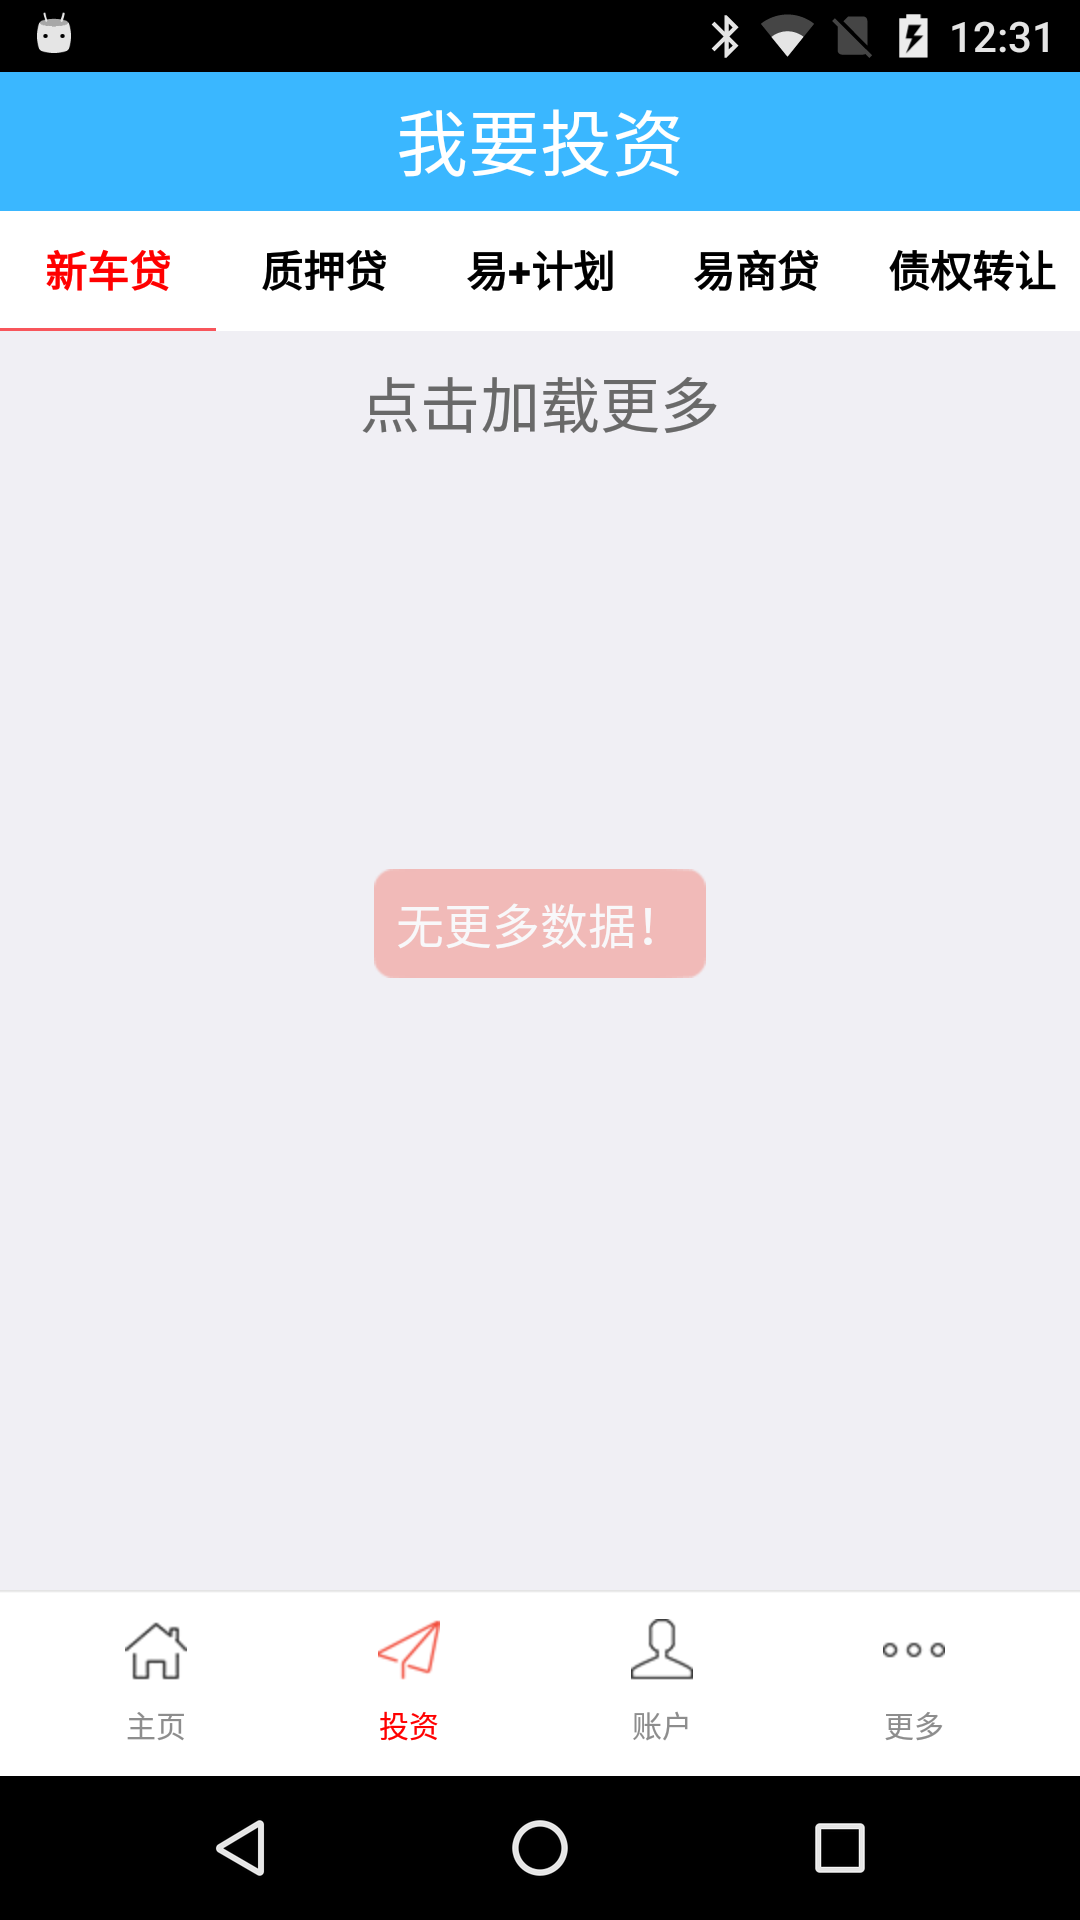 12:31
我要投资
新车贷 质押贷 易+计划 易商贷 债权转让
点击加载更多
无更多数据！
主页 投资 账户 更多